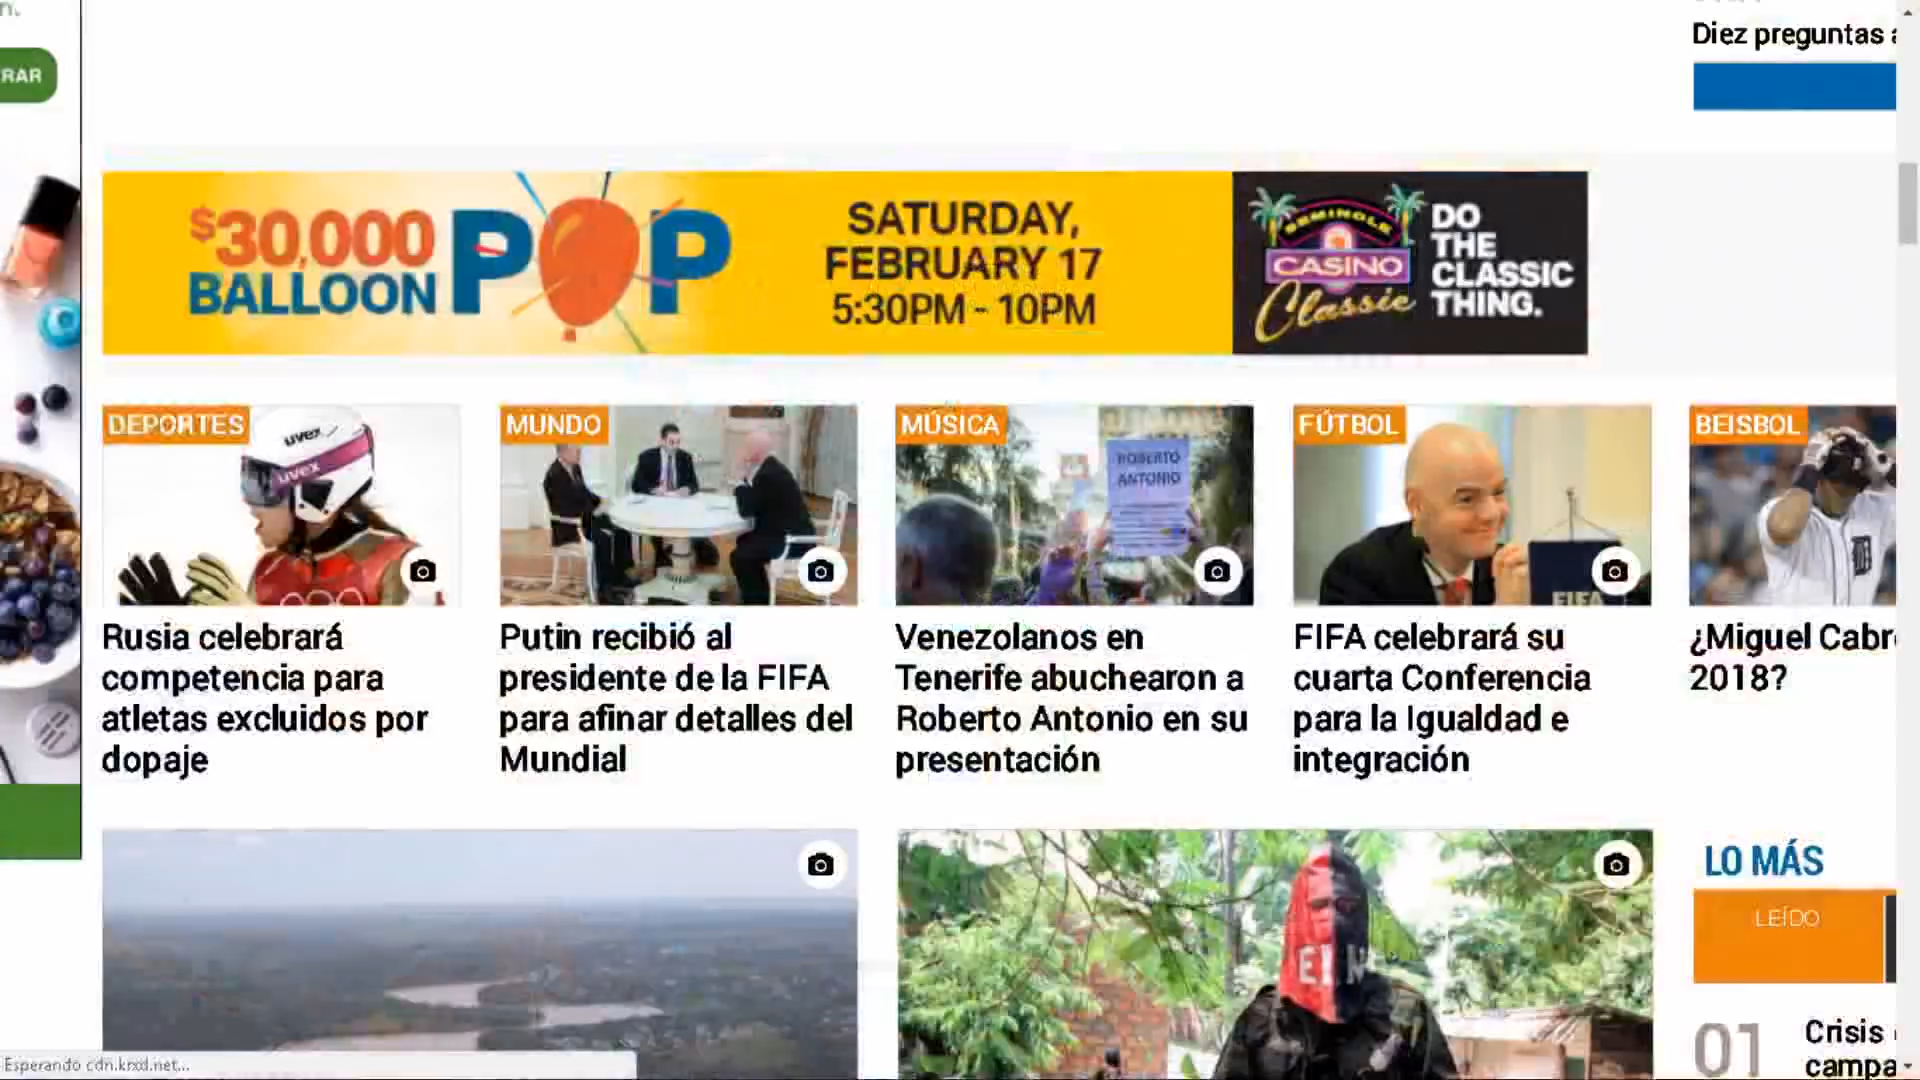 RAR
Diez preguntas
$30,000
BALLOON POP
SATURDAY,
FEBRUARY 17
5:30PM - 10PM
SEMINOLE
CASINO
Classic
DO
THE
CLASSIC
THING.
DEPORTES
uvex
uvex
Rusia celebrará
competencia para
atletas excluidos por
dopaje
MUNDO
Putin recibió al
presidente de la FIFA
para afinar detalles del
Mundial
MÚSICA
ROBERTO
ANTONIO
Venezolanos en
Tenerife abuchearon a
Roberto Antonio en su
presentación
FÚTBOL
FIFA
FIFA celebrará su
cuarta Conferencia
para la Igualdad e
integración
BEISBOL
D
¿Miguel Cabr
2018?
ELN
LO MÁS
LEÍDO
01
Crisis
campa
Esperando cdn.krxd.net...